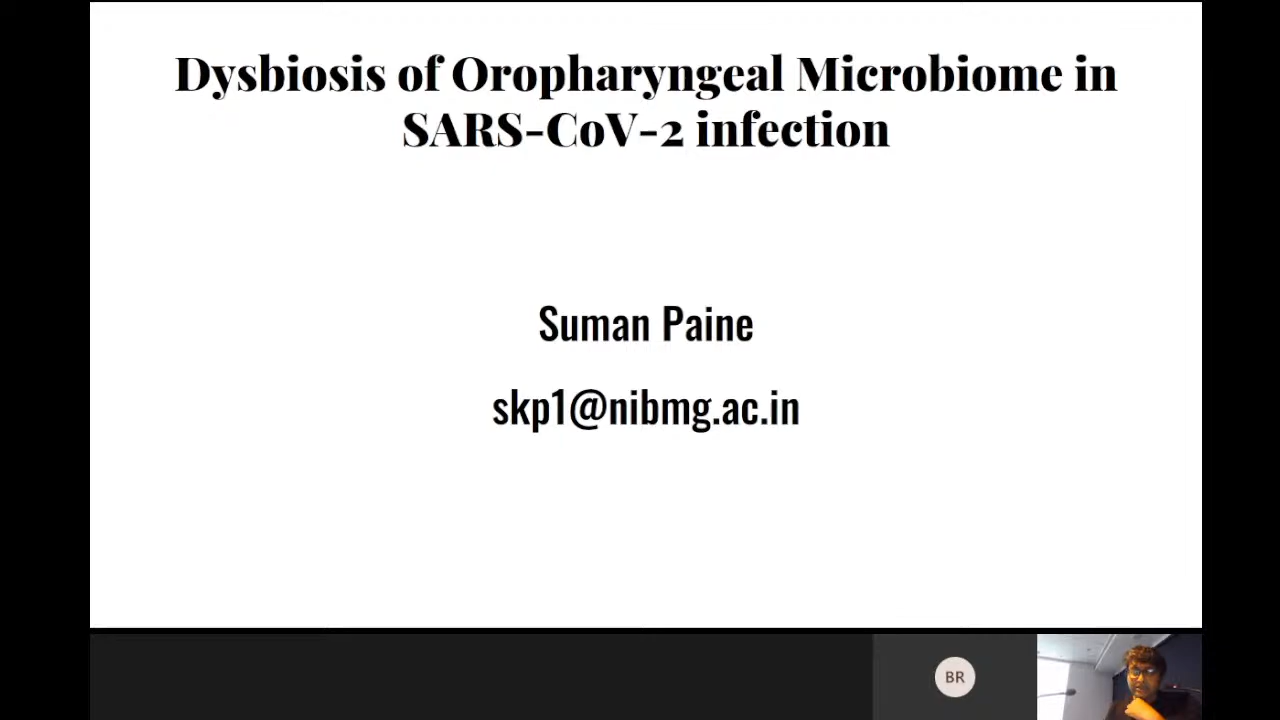 Dysbiosis of Oropharyngeal Microbiome in
SARS-CoV-2 infection
Suman Paine
skp1@nibmg.ac.in
BR